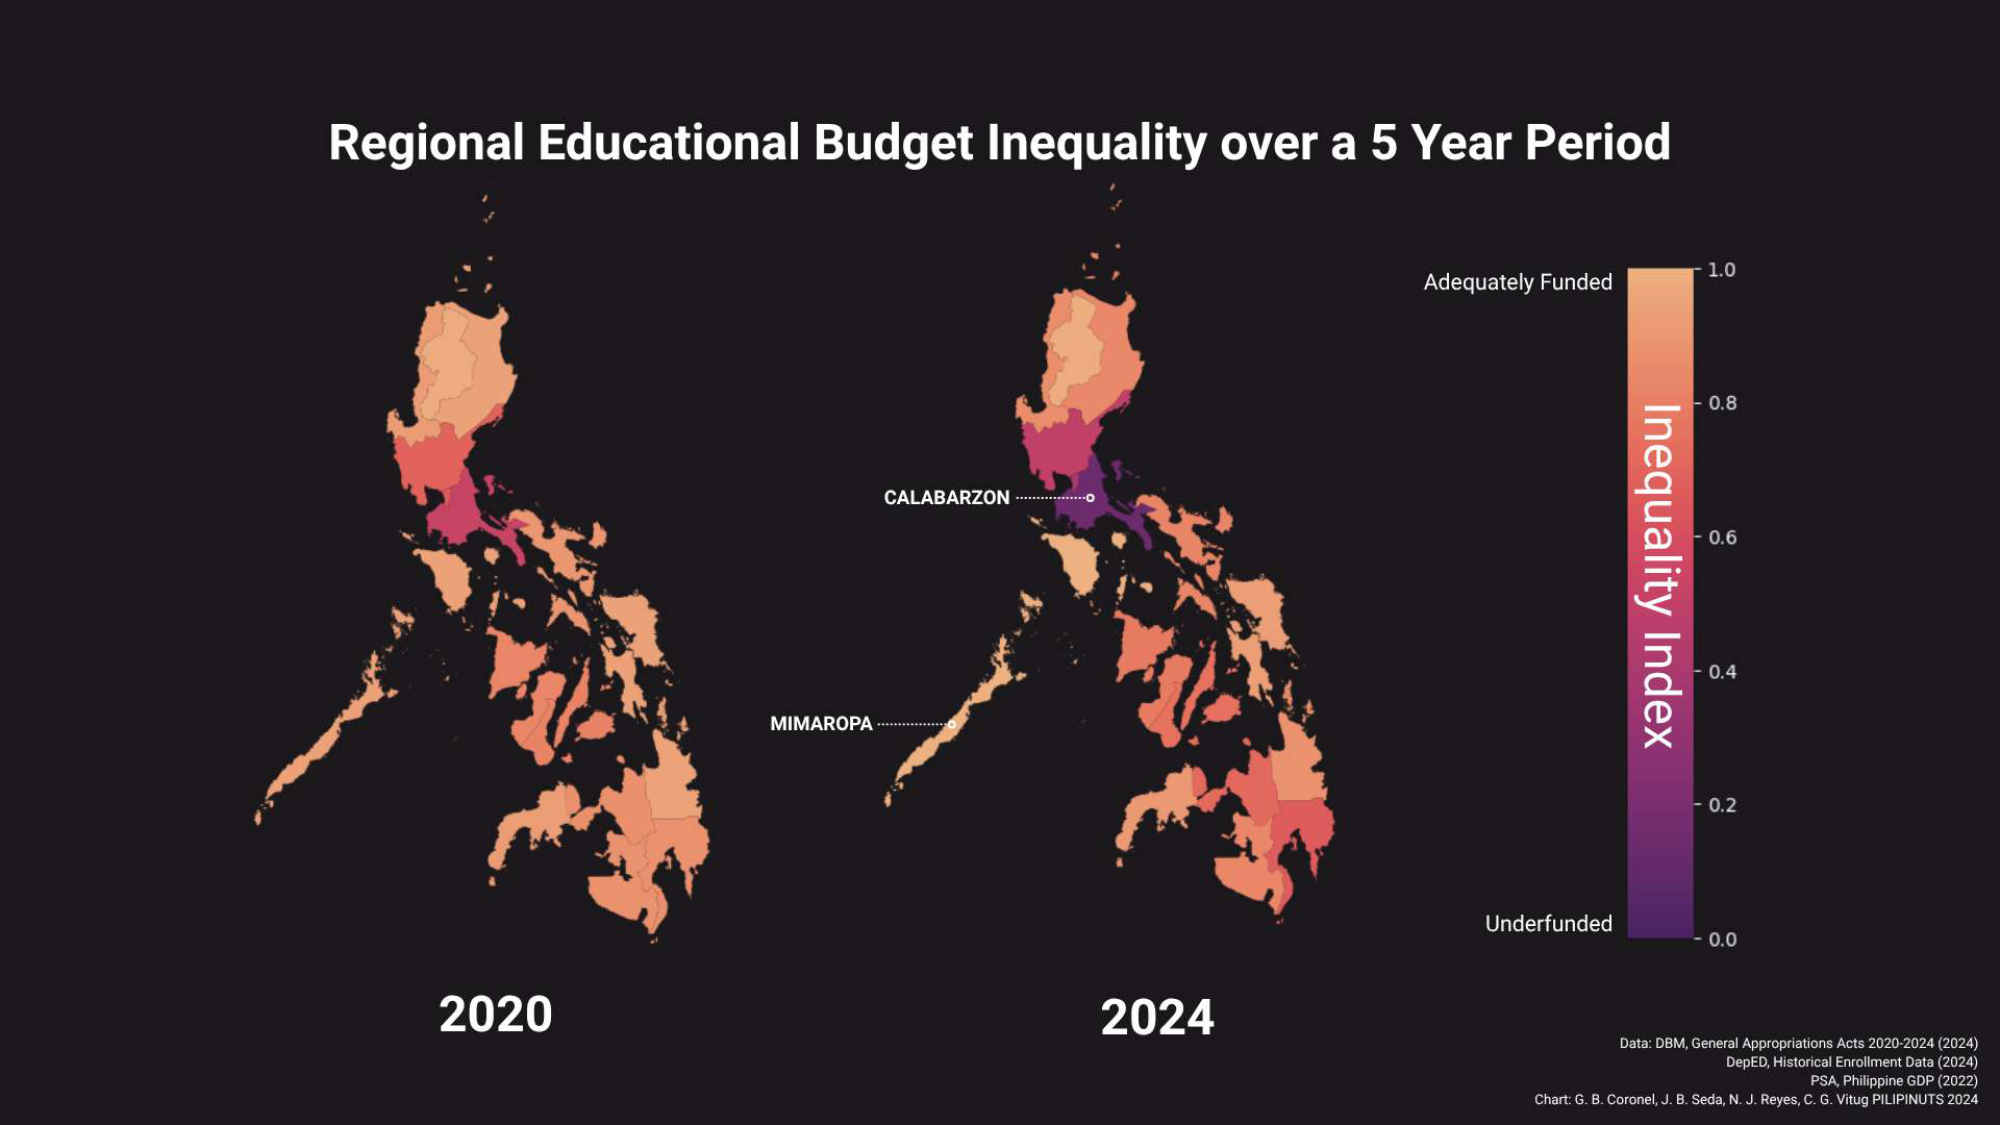 Regional Educational Budget Inequality over a 5 Year Period
Adequately Funded
1.0
0.8
CALABARZON
0.6
Inequality Index
0.4
MIMAROPA
0.2
Underfunded
0.0
2020
2024
Data: DBM, General Appropriations Acts 2020-2024 (2024)
DepED, Historical Enrollment Data (2024)
PSA, Philippine GDP (2022)
Chart: G. B. Coronel, J. B. Seda, N. J. Reyes, C. G. Vitug PILIPINUTS 2024